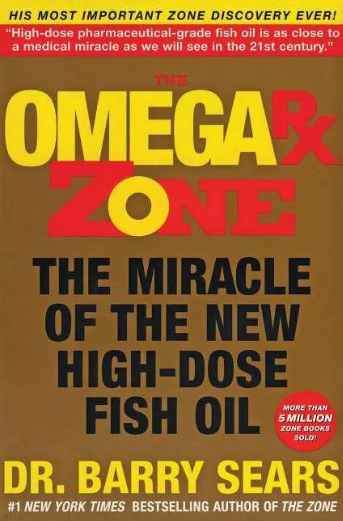 HIS MOST IMPORTANT ZONE DISCOVERY EVER!
"High-dose pharmaceutical-grade fish oil is as close to
a medical miracle as we will see in the 21st century."
THE
OMEGA Rx
ZONE
THE MIRACLE
OF THE NEW
HIGH-DOSE
FISH OIL
MORE THAN
5 MILLION
ZONE BOOKS
SOLD!
DR. BARRY SEARS
#1 NEW YORK TIMES BESTSELLING AUTHOR OF THE ZONE